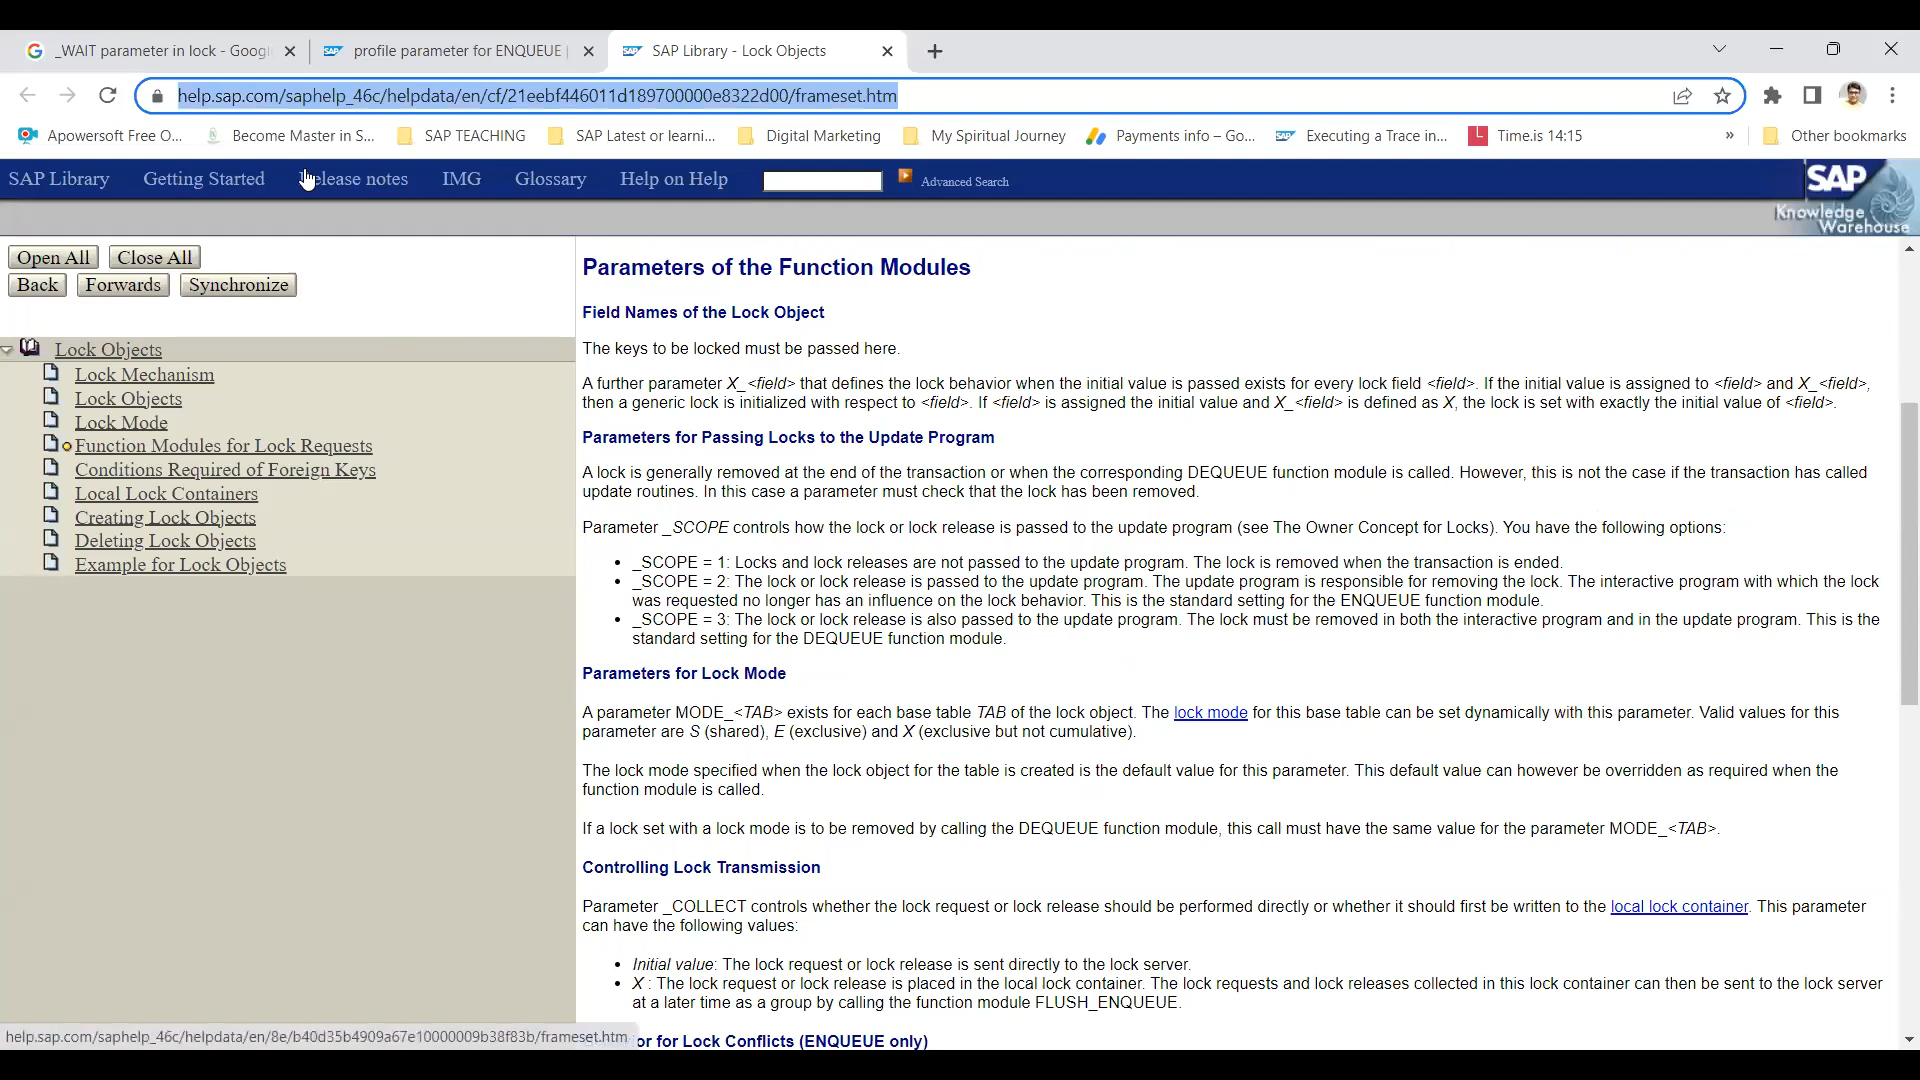 _WAIT parameter in lock - Googl
profile parameter for ENQUEUE |
SAP Library - Lock Objects
help.sap.com/saphelp_46c/helpdata/en/cf/21eebf446011d189700000e8322d00/frameset.htm
Apowersoft Free O... Become Master in S... SAP TEACHING SAP Latest or learni... Digital Marketing My Spiritual Journey Payments info – Go... Executing a Trace in... Time.is 14:15 » Other bookmarks
SAP Library Getting Started elease notes IMG Glossary Help on Help Advanced Search
SAP
Knowledge
Warehouse
Open All Close All
Back Forwards Synchronize
Lock Objects
Lock Mechanism
Lock Objects
Lock Mode
Function Modules for Lock Requests
Conditions Required of Foreign Keys
Local Lock Containers
Creating Lock Objects
Deleting Lock Objects
Example for Lock Objects
Parameters of the Function Modules
Field Names of the Lock Object
The keys to be locked must be passed here.
A further parameter X_<field> that defines the lock behavior when the initial value is passed exists for every lock field <field>. If the initial value is assigned to <field> and X_<field>,
then a generic lock is initialized with respect to <field>. If <field> is assigned the initial value and X_<field> is defined as X, the lock is set with exactly the initial value of <field>.
Parameters for Passing Locks to the Update Program
A lock is generally removed at the end of the transaction or when the corresponding DEQUEUE function module is called. However, this is not the case if the transaction has called
update routines. In this case a parameter must check that the lock has been removed.
Parameter _SCOPE controls how the lock or lock release is passed to the update program (see The Owner Concept for Locks). You have the following options:
• _SCOPE = 1: Locks and lock releases are not passed to the update program. The lock is removed when the transaction is ended.
• _SCOPE = 2: The lock or lock release is passed to the update program. The update program is responsible for removing the lock. The interactive program with which the lock
was requested no longer has an influence on the lock behavior. This is the standard setting for the ENQUEUE function module.
• _SCOPE = 3: The lock or lock release is also passed to the update program. The lock must be removed in both the interactive program and in the update program. This is the
standard setting for the DEQUEUE function module.
Parameters for Lock Mode
A parameter MODE_<TAB> exists for each base table TAB of the lock object. The lock mode for this base table can be set dynamically with this parameter. Valid values for this
parameter are S (shared), E (exclusive) and X (exclusive but not cumulative).
The lock mode specified when the lock object for the table is created is the default value for this parameter. This default value can however be overridden as required when the
function module is called.
If a lock set with a lock mode is to be removed by calling the DEQUEUE function module, this call must have the same value for the parameter MODE_<TAB>.
Controlling Lock Transmission
Parameter _COLLECT controls whether the lock request or lock release should be performed directly or whether it should first be written to the local lock container. This parameter
can have the following values:
• Initial value: The lock request or lock release is sent directly to the lock server.
• X : The lock request or lock release is placed in the local lock container. The lock requests and lock releases collected in this lock container can then be sent to the lock server
at a later time as a group by calling the function module FLUSH_ENQUEUE.
or for Lock Conflicts (ENQUEUE only)
help.sap.com/saphelp_46c/helpdata/en/8e/b40d35b4909a67e10000009b38f83b/frameset.htm